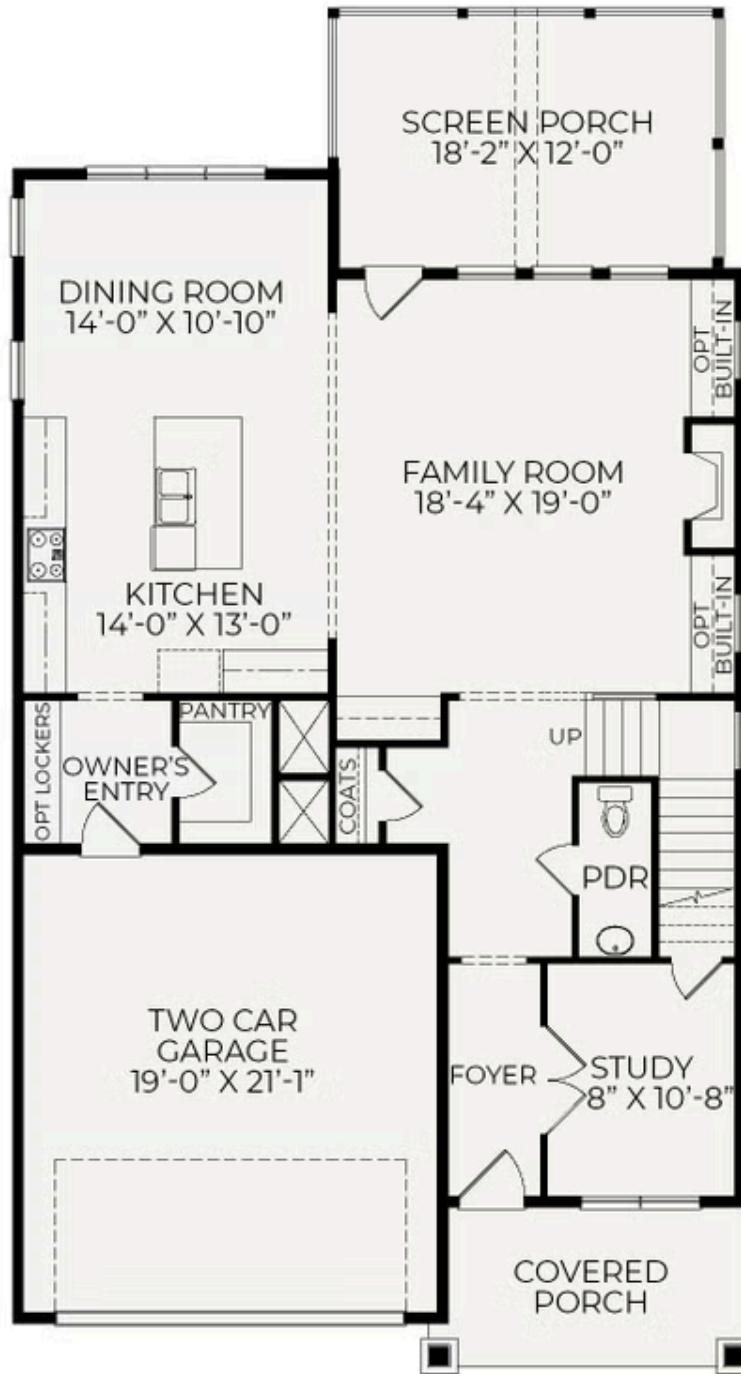 SCREEN PORCH
18'-2” X 12'-0”
DINING ROOM
14'-0” X 10'-10”
OPT
BUILT-IN
FAMILY ROOM
18'-4” X 19'-0”
KITCHEN
14'-0” X 13'-0”
OPT
BUILT-IN
OPT LOCKERS
PANTRY
UP
OWNER'S
ENTRY
COATS
PDR
TWO CAR
GARAGE
19'-0” X 21'-1”
FOYER
STUDY
8” X 10'-8”
COVERED
PORCH